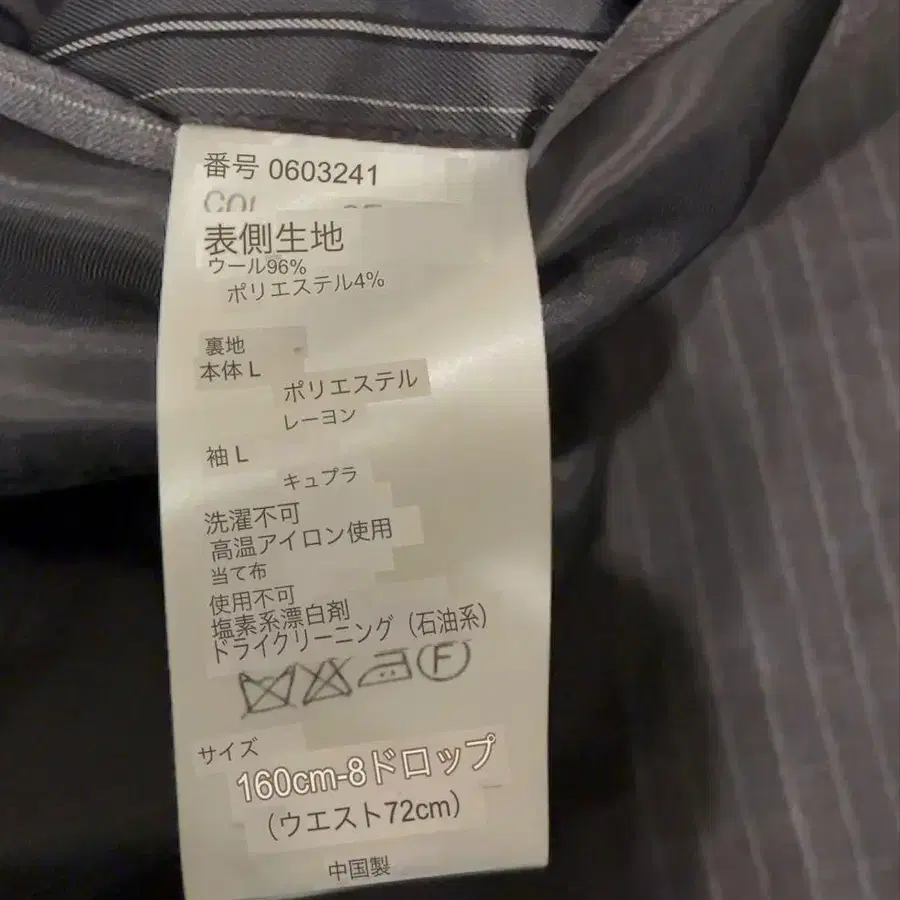 番号 0603241
COL
表側生地
ウール96%
ポリエステル4%
裏地
本体 L
ポリエステル
レーヨン
袖 L
キュプラ
洗濯不可
高温アイロン使用
当て布
使用不可
塩素系漂白剤
ドライクリーニング（石油系）
F
サイズ
160cm-8ドロップ
（ウエスト72cm）
中国製